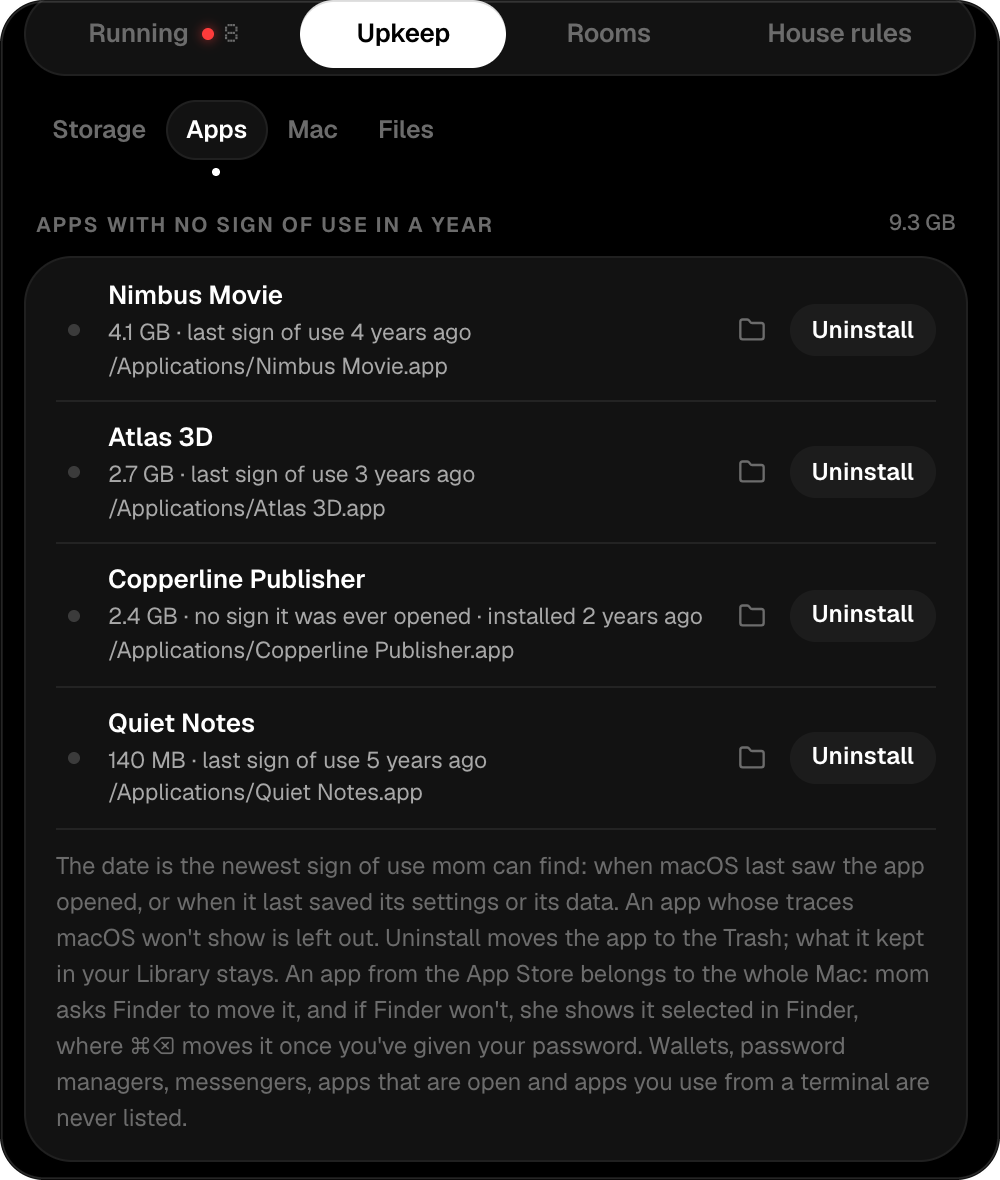 Running 8 Upkeep Rooms House rules
Storage Apps Mac Files
APPS WITH NO SIGN OF USE IN A YEAR 9.3 GB
Nimbus Movie
4.1 GB · last sign of use 4 years ago
/Applications/Nimbus Movie.app
Uninstall
Atlas 3D
2.7 GB · last sign of use 3 years ago
/Applications/Atlas 3D.app
Uninstall
Copperline Publisher
2.4 GB · no sign it was ever opened · installed 2 years ago
/Applications/Copperline Publisher.app
Uninstall
Quiet Notes
140 MB · last sign of use 5 years ago
/Applications/Quiet Notes.app
Uninstall
The date is the newest sign of use mom can find: when macOS last saw the app
opened, or when it last saved its settings or its data. An app whose traces
macOS won't show is left out. Uninstall moves the app to the Trash; what it kept
in your Library stays. An app from the App Store belongs to the whole Mac: mom
asks Finder to move it, and if Finder won't, she shows it selected in Finder,
where ⌘⌫ moves it once you've given your password. Wallets, password
managers, messengers, apps that are open and apps you use from a terminal are
never listed.